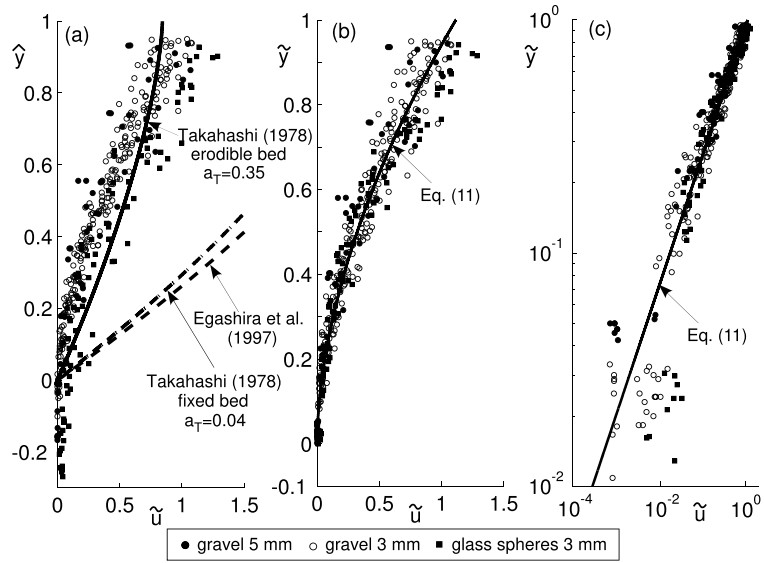 (a)
ŷ
1
0.8
0.6
0.4
0.2
0
-0.2
0
0.5
1
1.5
ũ
Takahashi (1978)
erodible bed
a_T=0.35
Egashira et al.
(1997)
Takahashi (1978)
fixed bed
a_T=0.04
(b)
ỹ
1
0.8
0.6
0.4
0.2
0
-0.1
0
0.5
1
1.5
ũ
Eq. (11)
(c)
ỹ
10^0
10^-1
10^-2
10^-4
10^-2
10^0
ũ
Eq. (11)
gravel 5 mm gravel 3 mm glass spheres 3 mm